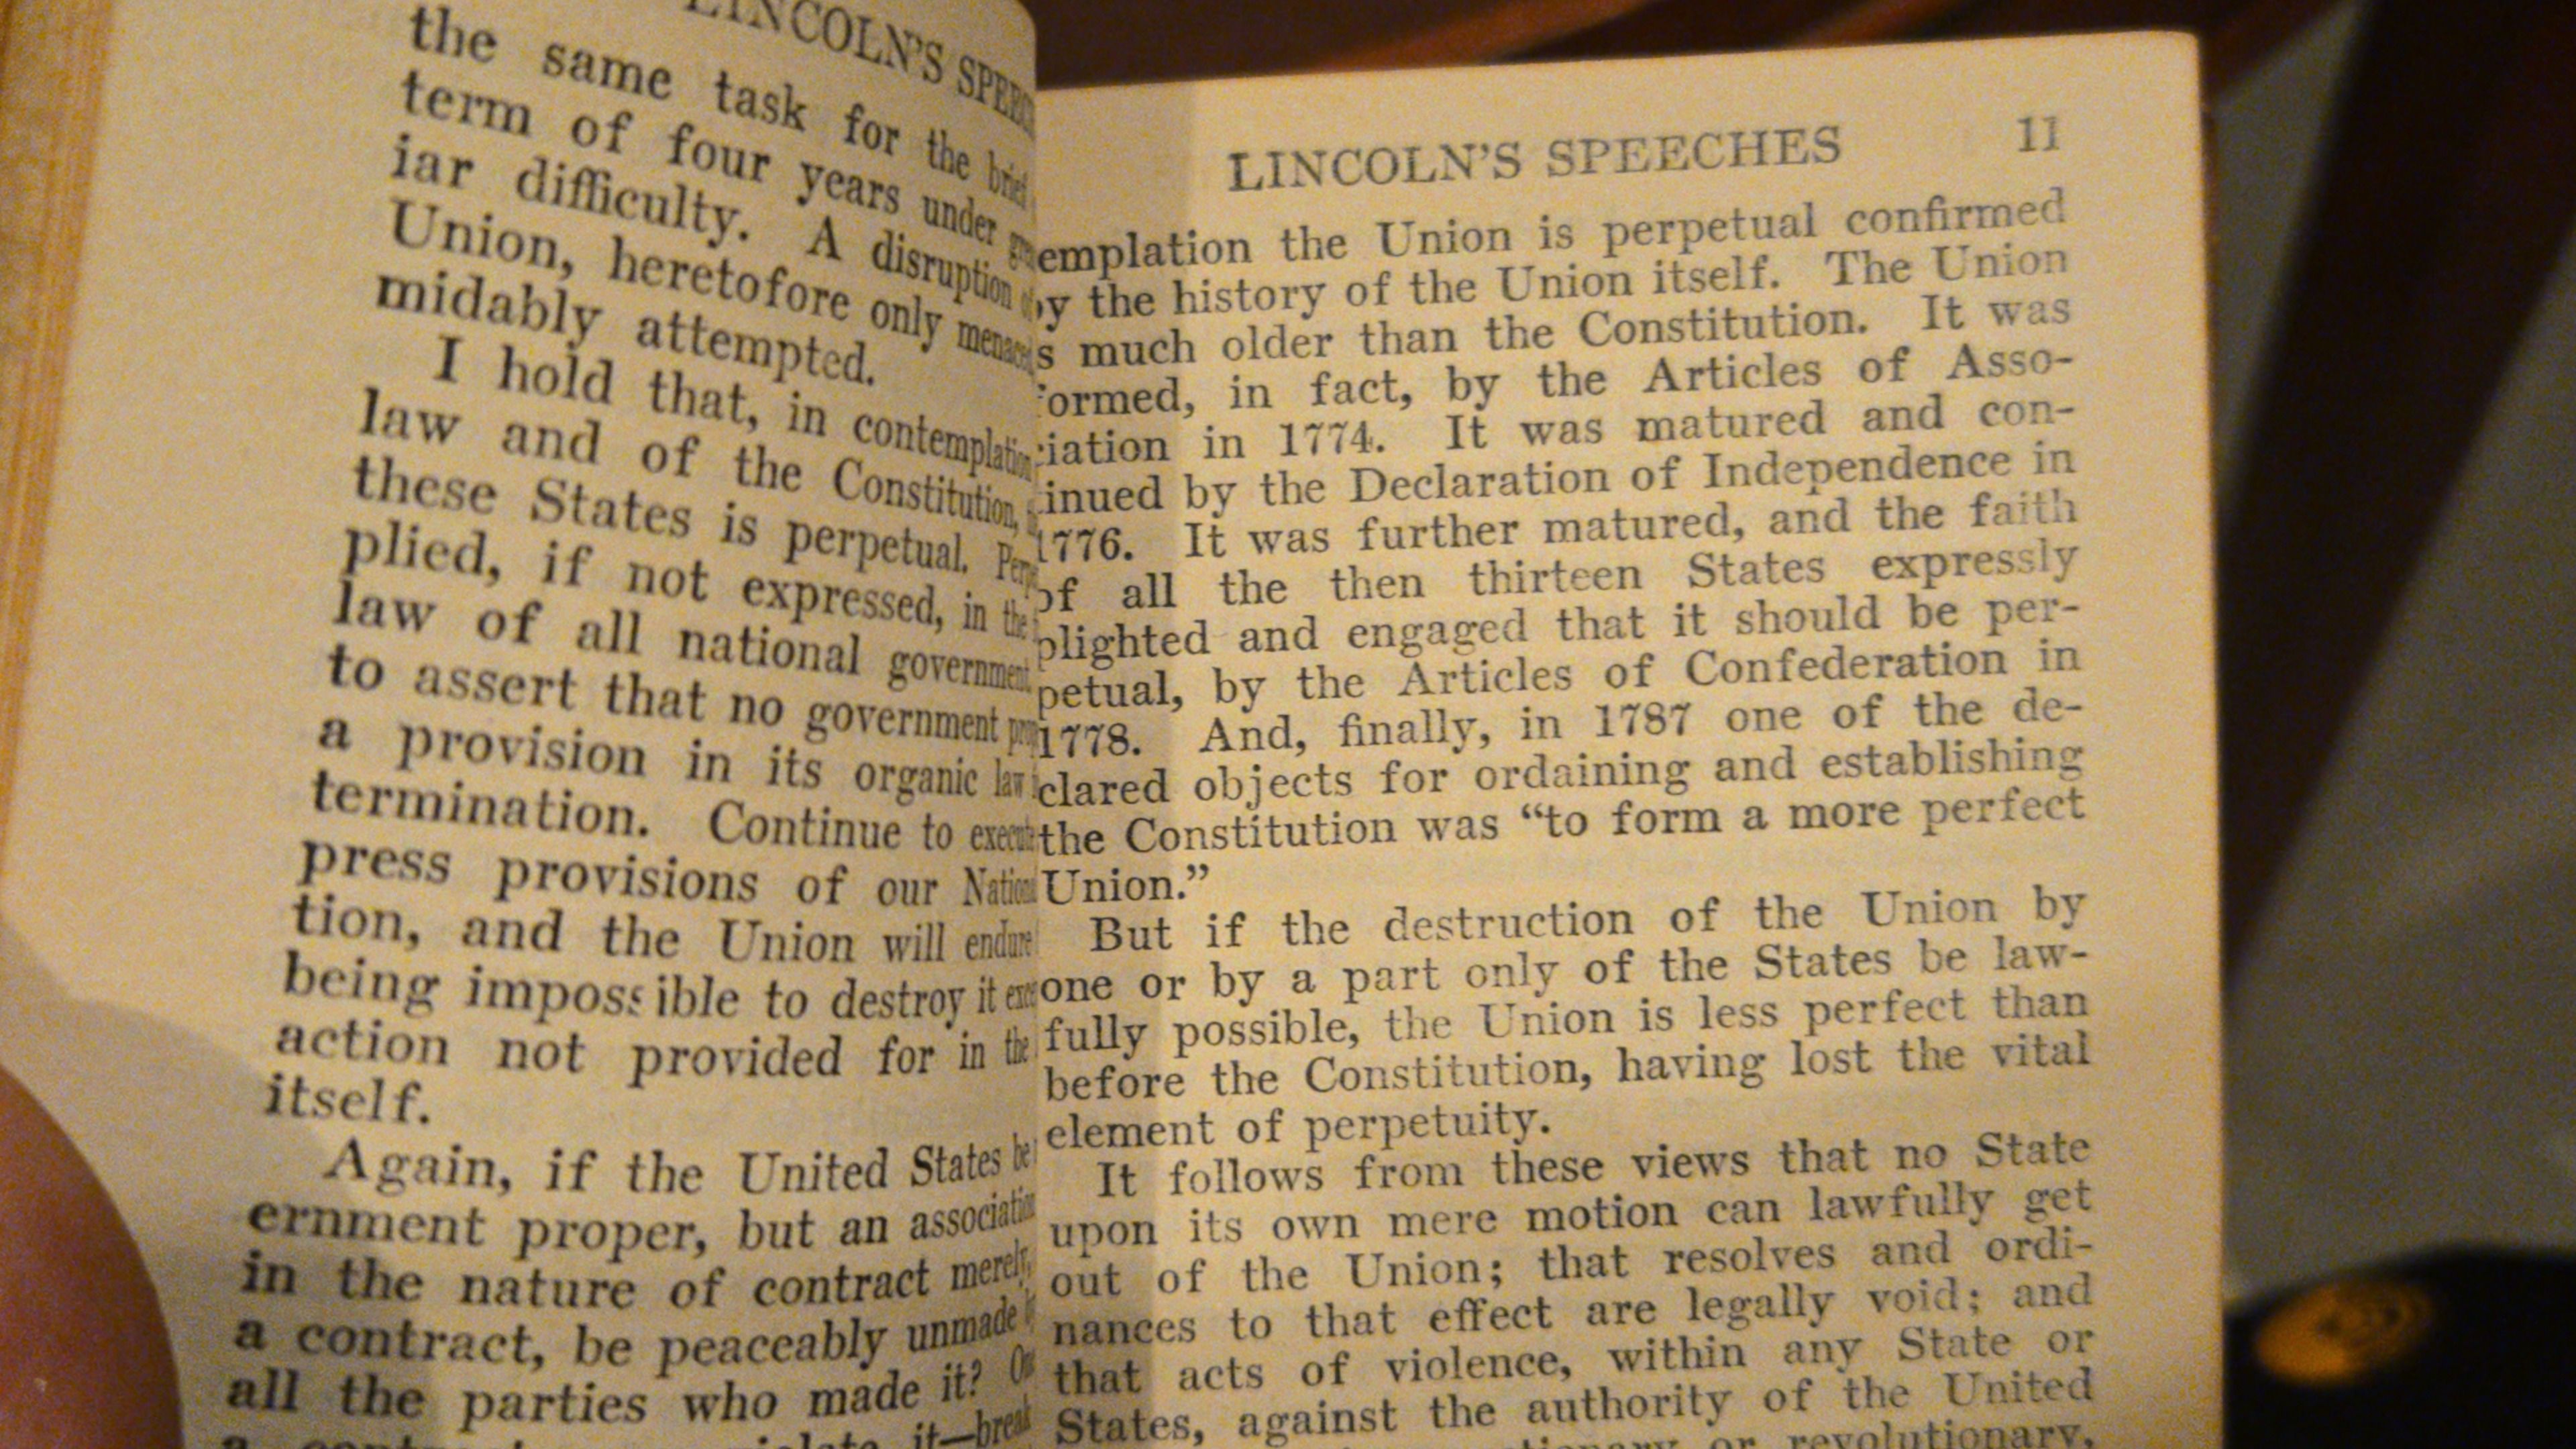 LINCOLN'S SPEEC
the same task for the brief
term of four years under
iar difficulty. A disruption
Union, heretofore only
midably attempted.
I hold that, in contemplation
law and of the Constitution,
these States is perpetual.
plied, if not expressed, in the
law of all national government
to assert that no government
a provision in its organic law
termination. Continue to
press provisions of our
tion, and the Union will endure
being impossible to destroy it
action not provided for in the
itself.
Again, if the United States be
ernment proper, but an association
in the nature of contract merely,
a contract, be peaceably unmade
all the parties who made it?
it—break
LINCOLN'S SPEECHES 11
emplation the Union is perpetual confirmed
y the history of the Union itself. The Union
s much older than the Constitution. It was
ormed, in fact, by the Articles of Asso-
iation in 1774. It was matured and con-
inued by the Declaration of Independence in
1776. It was further matured, and the faith
of all the then thirteen States expressly
plighted and engaged that it should be per-
petual, by the Articles of Confederation in
1778. And, finally, in 1787 one of the de-
clared objects for ordaining and establishing
the Constitution was “to form a more perfect
Union.”
But if the destruction of the Union by
one or by a part only of the States be law-
fully possible, the Union is less perfect than
before the Constitution, having lost the vital
element of perpetuity.
It follows from these views that no State
upon its own mere motion can lawfully get
out of the Union; that resolves and ordi-
nances to that effect are legally void; and
that acts of violence, within any State or
States, against the authority of the United
or revolutionary,